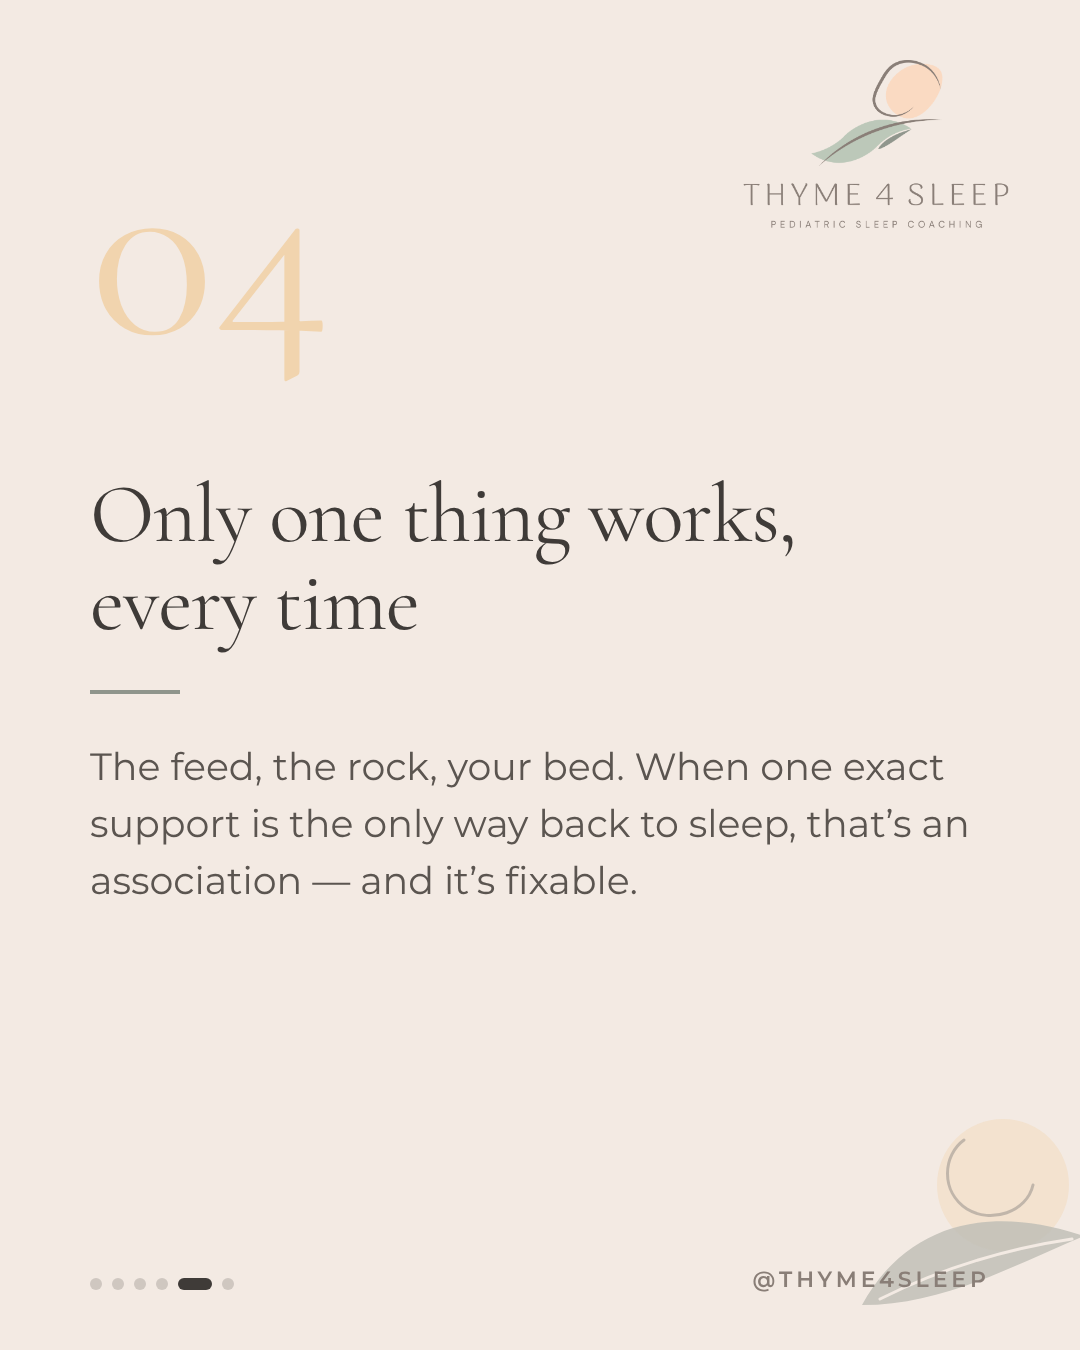 THYME 4 SLEEP
PEDIATRIC SLEEP COACHING
04
Only one thing works,
every time
The feed, the rock, your bed. When one exact
support is the only way back to sleep, that’s an
association — and it’s fixable.
@THYME4SLEEP